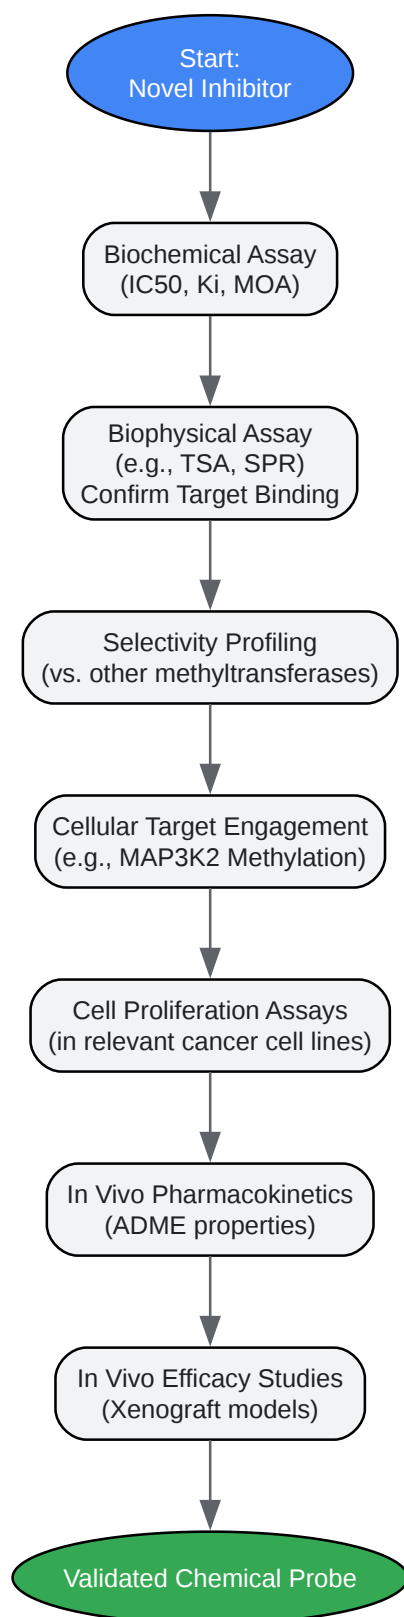 Start:
Novel Inhibitor
Biochemical Assay
(IC50, Ki, MOA)
Biophysical Assay
(e.g., TSA, SPR)
Confirm Target Binding
Selectivity Profiling
(vs. other methyltransferases)
Cellular Target Engagement
(e.g., MAP3K2 Methylation)
Cell Proliferation Assays
(in relevant cancer cell lines)
In Vivo Pharmacokinetics
(ADME properties)
In Vivo Efficacy Studies
(Xenograft models)
Validated Chemical Probe